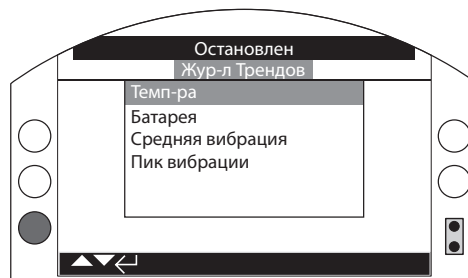 Остановлен
Жур-л Трендов
Темп-ра
Батарея
Средняя вибрация
Пик вибрации